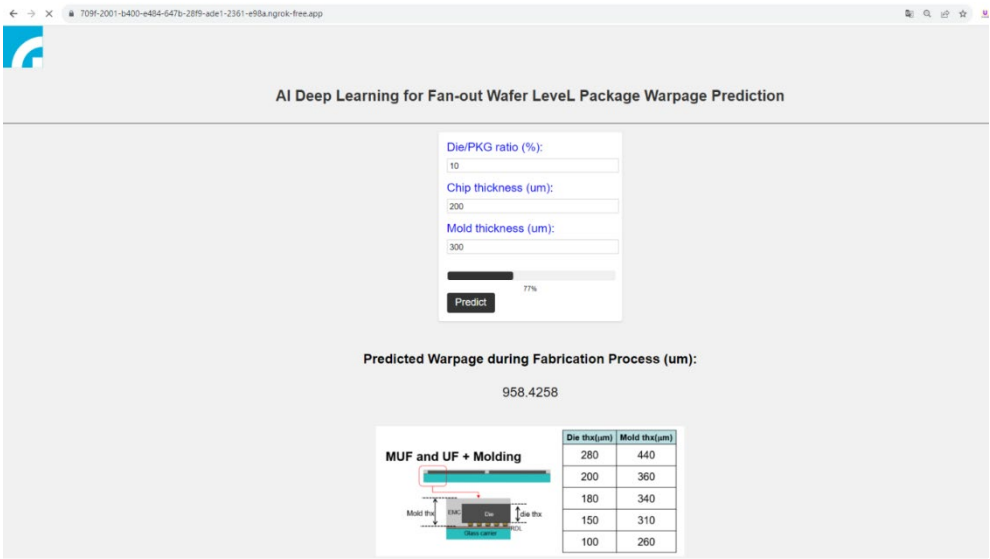 709f-2001-b400-e484-647b-28f9-ade1-2361-e98a.ngrok-free.app
AI Deep Learning for Fan-out Wafer LeveL Package Warpage Prediction
Die/PKG ratio (%):
10
Chip thickness (um):
200
Mold thickness (um):
300
77%
Predict
Predicted Warpage during Fabrication Process (um):
958.4258
MUF and UF + Molding
Mold thx
EMC
Die
die thx
RDL
Glass carrier
Die thx(μm) Mold thx(μm)
280 440
200 360
180 340
150 310
100 260